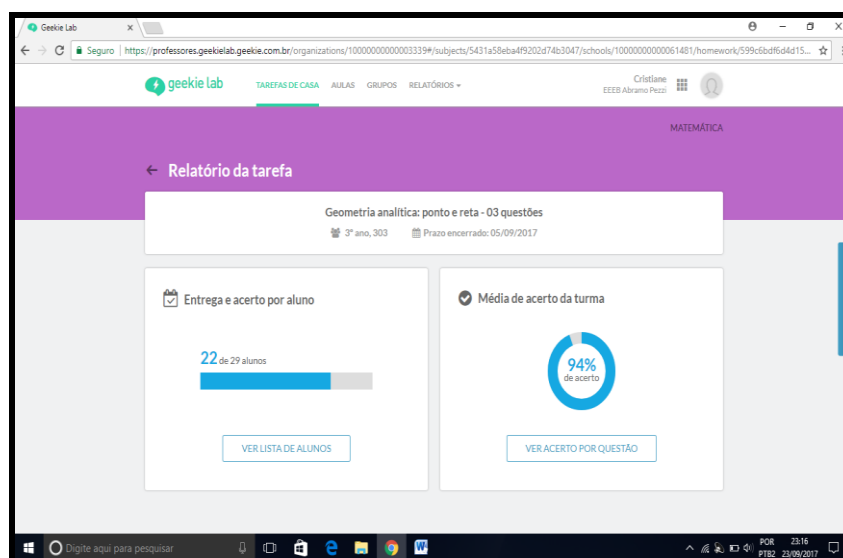 Geekie Lab
Seguro | https://professores.geekielab.geekie.com.br/organizations/10000000000003339#/subjects/5431a58eba4f9202d74b3047/schools/10000000000061481/homework/599c6bdf6d4d15...
geekie lab
TAREFAS DE CASA AULAS GRUPOS RELATÓRIOS
Cristiane
EEEB Abramo Pezzi
MATEMÁTICA
← Relatório da tarefa
Geometria analítica: ponto e reta - 03 questões
3º ano, 303 Prazo encerrado: 05/09/2017
Entrega e acerto por aluno
22 de 29 alunos
VER LISTA DE ALUNOS
Média de acerto da turma
94%
de acerto
VER ACERTO POR QUESTÃO
Digite aqui para pesquisar
POR 23:16
PTB2 23/09/2017